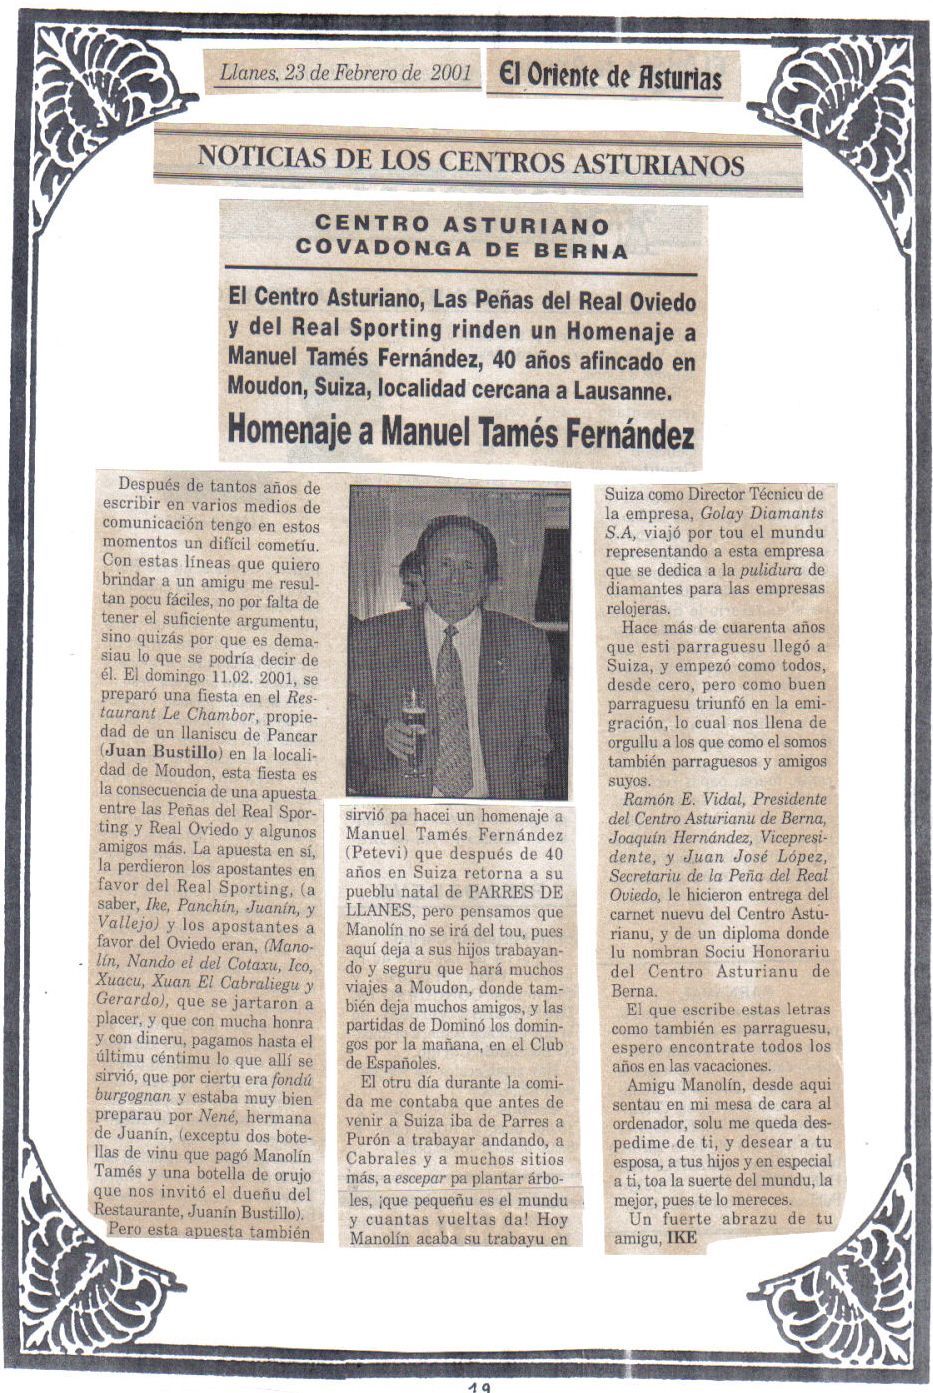 Llanes, 23 de Febrero de 2001
El Oriente de Asturias
NOTICIAS DE LOS CENTROS ASTURIANOS
CENTRO ASTURIANO
COVADONGA DE BERNA
El Centro Asturiano, Las Peñas del Real Oviedo
y del Real Sporting rinden un Homenaje a
Manuel Tamés Fernández, 40 años afincado en
Moudon, Suiza, localidad cercana a Lausanne.
Homenaje a Manuel Tamés Fernández
Después de tantos años de
escribir en varios medios de
comunicación tengo en estos
momentos un difícil cometíu.
Con estas líneas que quiero
brindar a un amigu me resul-
tan pocu fáciles, no por falta de
tener el suficiente argumentu,
sino quizás por que es dema-
siau lo que se podría decir de
él. El domingo 11.02. 2001, se
preparó una fiesta en el Res-
taurant Le Chambor, propie-
dad de un llaniscu de Pancar
(Juan Bustillo) en la locali-
dad de Moudon, esta fiesta es
la consecuencia de una apuesta
entre las Peñas del Real Spor-
ting y Real Oviedo y algunos
amigos más. La apuesta en sí,
la perdieron los apostantes en
favor del Real Sporting, (a
saber, Ike, Panchín, Juanín, y
Vallejo) y los apostantes a
favor del Oviedo eran, (Mano-
lín, Nando el del Cotaxu, Ico,
Xuacu, Xuan El Cabraliegu y
Gerardo), que se jartaron a
placer, y que con mucha honra
y con dineru, pagamos hasta el
últimu céntimu lo que allí se
sirvió, que por ciertu era fondú
burgognan y estaba muy bien
preparau por Nené, hermana
de Juanín, (exceptu dos bote-
llas de vinu que pagó Manolín
Tamés y una botella de orujo
que nos invitó el dueñu del
Restaurante, Juanín Bustillo).
Pero esta apuesta también
sirvió pa hacei un homenaje a
Manuel Tamés Fernández
(Petevi) que después de 40
años en Suiza retorna a su
pueblu natal de PARRES DE
LLANES, pero pensamos que
Manolín no se irá del tou, pues
aquí deja a sus hijos trabayan-
do y seguru que hará muchos
viajes a Moudon, donde tam-
bién deja muchos amigos, y las
partidas de Dominó los domin-
gos por la mañana, en el Club
de Españoles.
El otru día durante la comi-
da me contaba que antes de
venir a Suiza iba de Parres a
Purón a trabayar andando, a
Cabrales y a muchos sitios
más, a escepar pa plantar árbo-
les, ¡que pequeñu es el mundu
y cuantas vueltas da! Hoy
Manolín acaba su trabayu en
Suiza como Director Técnicu de
la empresa, Golay Diamants
S.A, viajó por tou el mundu
representando a esta empresa
que se dedica a la pulidura de
diamantes para las empresas
relojeras.
Hace más de cuarenta años
que esti parraguesu llegó a
Suiza, y empezó como todos,
desde cero, pero como buen
parraguesu triunfó en la emi-
gración, lo cual nos llena de
orgullu a los que como el somos
también parraguesos y amigos
suyos.
Ramón E. Vidal, Presidente
del Centro Asturianu de Berna,
Joaquín Hernández, Vicepresi-
dente, y Juan José López,
Secretariu de la Peña del Real
Oviedo, le hicieron entrega del
carnet nuevu del Centro Astu-
rianu, y de un diploma donde
lu nombran Sociu Honorariu
del Centro Asturianu de
Berna.
El que escribe estas letras
como también es parraguesu,
espero encontrate todos los
años en las vacaciones.
Amigu Manolín, desde aquí
sentau en mi mesa de cara al
ordenador, solu me queda des-
pedime de ti, y desear a tu
esposa, a tus hijos y en especial
a ti, toa la suerte del mundu, la
mejor, pues te lo mereces.
Un fuerte abrazu de tu
amigu, IKE
19